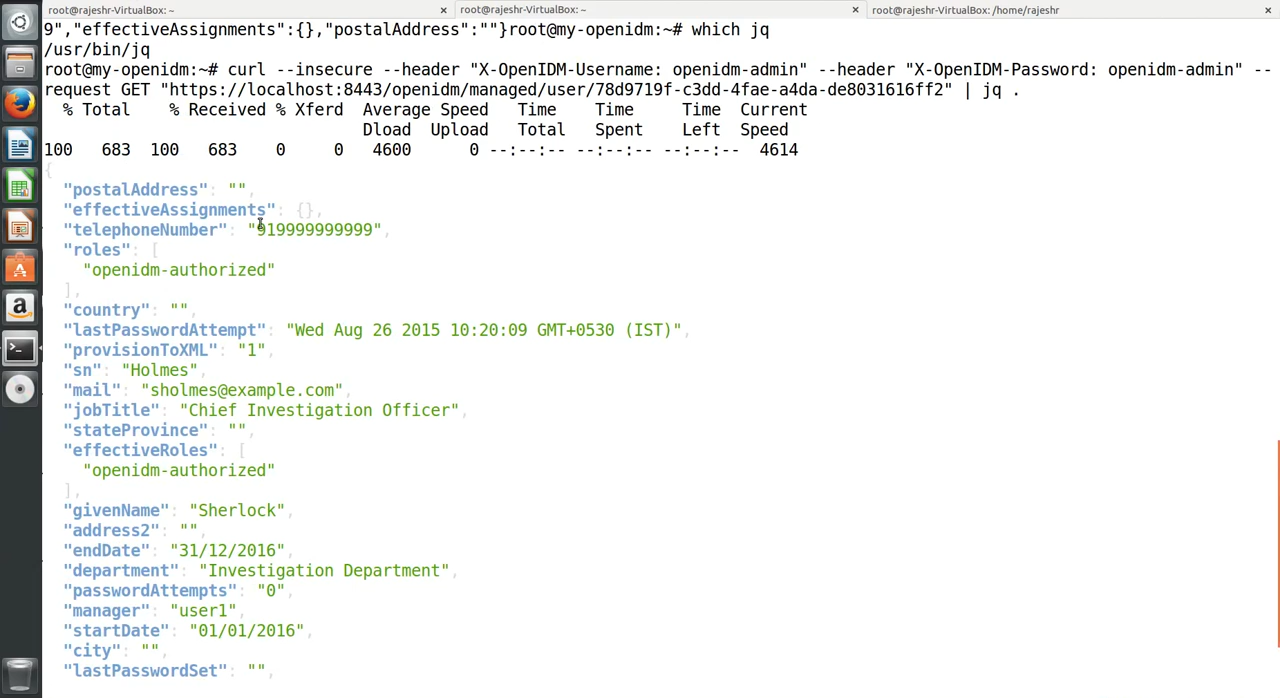 root@rajeshr-VirtualBox: ~ × root@rajeshr-VirtualBox: ~ × root@rajeshr-VirtualBox: /home/rajeshr ×
9","effectiveAssignments":{},"postalAddress":""}root@my-openidm:~# which jq
/usr/bin/jq
root@my-openidm:~# curl --insecure --header "X-OpenIDM-Username: openidm-admin" --header "X-OpenIDM-Password: openidm-admin" --
request GET "https://localhost:8443/openidm/managed/user/78d9719f-c3dd-4fae-a4da-de8031616ff2" | jq .
% Total % Received % Xferd Average Speed Time Time Time Current
Dload Upload Total Spent Left Speed
100 683 100 683 0 0 4600 0 --:--:-- --:--:-- --:--:-- 4614
{
"postalAddress": "",
"effectiveAssignments": {},
"telephoneNumber": "919999999999",
"roles": [
"openidm-authorized"
],
"country": "",
"lastPasswordAttempt": "Wed Aug 26 2015 10:20:09 GMT+0530 (IST)",
"provisionToXML": "1",
"sn": "Holmes",
"mail": "sholmes@example.com",
"jobTitle": "Chief Investigation Officer",
"stateProvince": "",
"effectiveRoles": [
"openidm-authorized"
],
"givenName": "Sherlock",
"address2": "",
"endDate": "31/12/2016",
"department": "Investigation Department",
"passwordAttempts": "0",
"manager": "user1",
"startDate": "01/01/2016",
"city": "",
"lastPasswordSet": "",